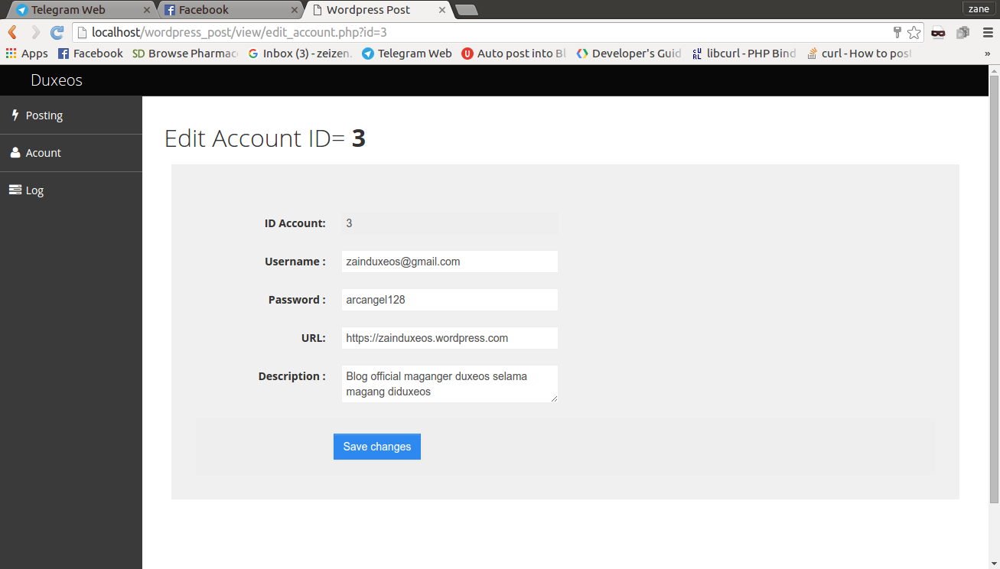 Telegram Web
Facebook
Wordpress Post
zane
localhost/wordpress_post/view/edit_account.php?id=3
Apps
Facebook
SD Browse Pharmac
Inbox (3) - zeizen.
Telegram Web
Auto post into Bl
Developer's Guid
libcurl - PHP Bind
curl - How to post
»
Duxeos
Posting
Acount
Log
Edit Account ID= 3
ID Account: 3
Username : zainduxeos@gmail.com
Password : arcangel128
URL: https://zainduxeos.wordpress.com
Description : Blog official maganger duxeos selama
magang diduxeos
Save changes